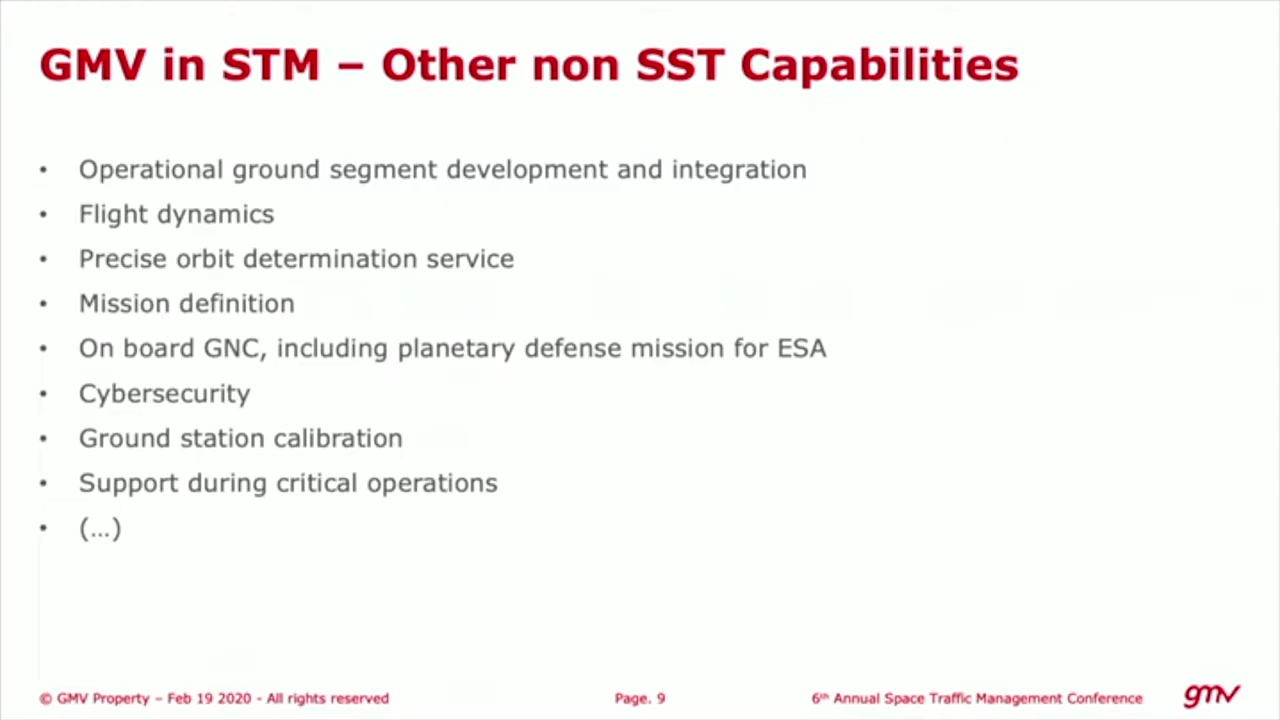 GMV in STM – Other non SST Capabilities
• Operational ground segment development and integration
• Flight dynamics
• Precise orbit determination service
• Mission definition
• On board GNC, including planetary defense mission for ESA
• Cybersecurity
• Ground station calibration
• Support during critical operations
• (…)
© GMV Property – Feb 19 2020 - All rights reserved
Page. 9
6th Annual Space Traffic Management Conference
gmv